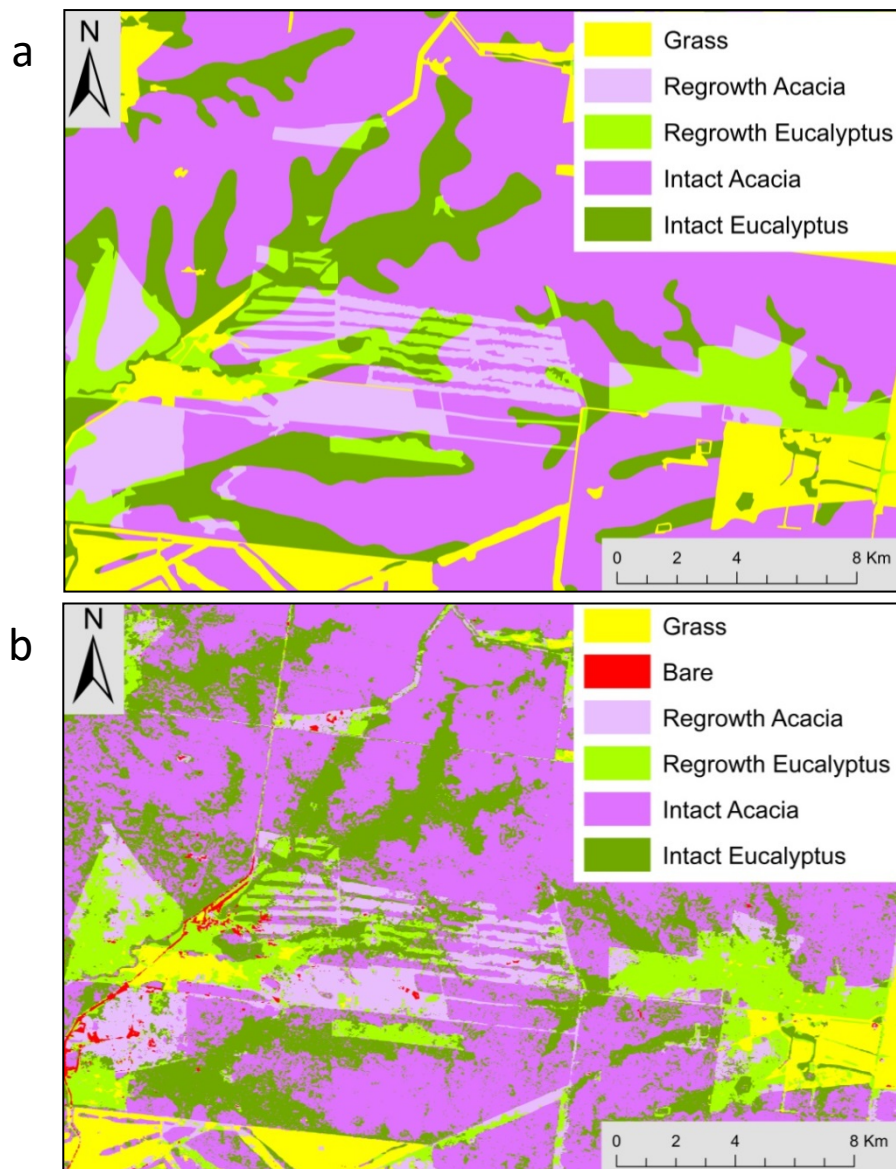 a
N
Grass
Regrowth Acacia
Regrowth Eucalyptus
Intact Acacia
Intact Eucalyptus
0 2 4 8 Km
b
N
Grass
Bare
Regrowth Acacia
Regrowth Eucalyptus
Intact Acacia
Intact Eucalyptus
0 2 4 8 Km